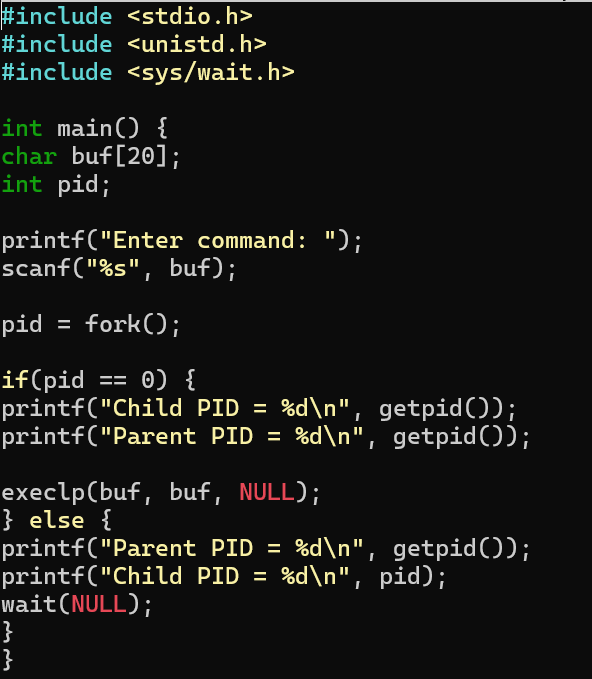 #include <stdio.h>
#include <unistd.h>
#include <sys/wait.h>

int main() {
char buf[20];
int pid;

printf("Enter command: ");
scanf("%s", buf);

pid = fork();

if(pid == 0) {
printf("Child PID = %d\n", getpid());
printf("Parent PID = %d\n", getpid());

execlp(buf, buf, NULL);
} else {
printf("Parent PID = %d\n", getpid());
printf("Child PID = %d\n", pid);
wait(NULL);
}
}